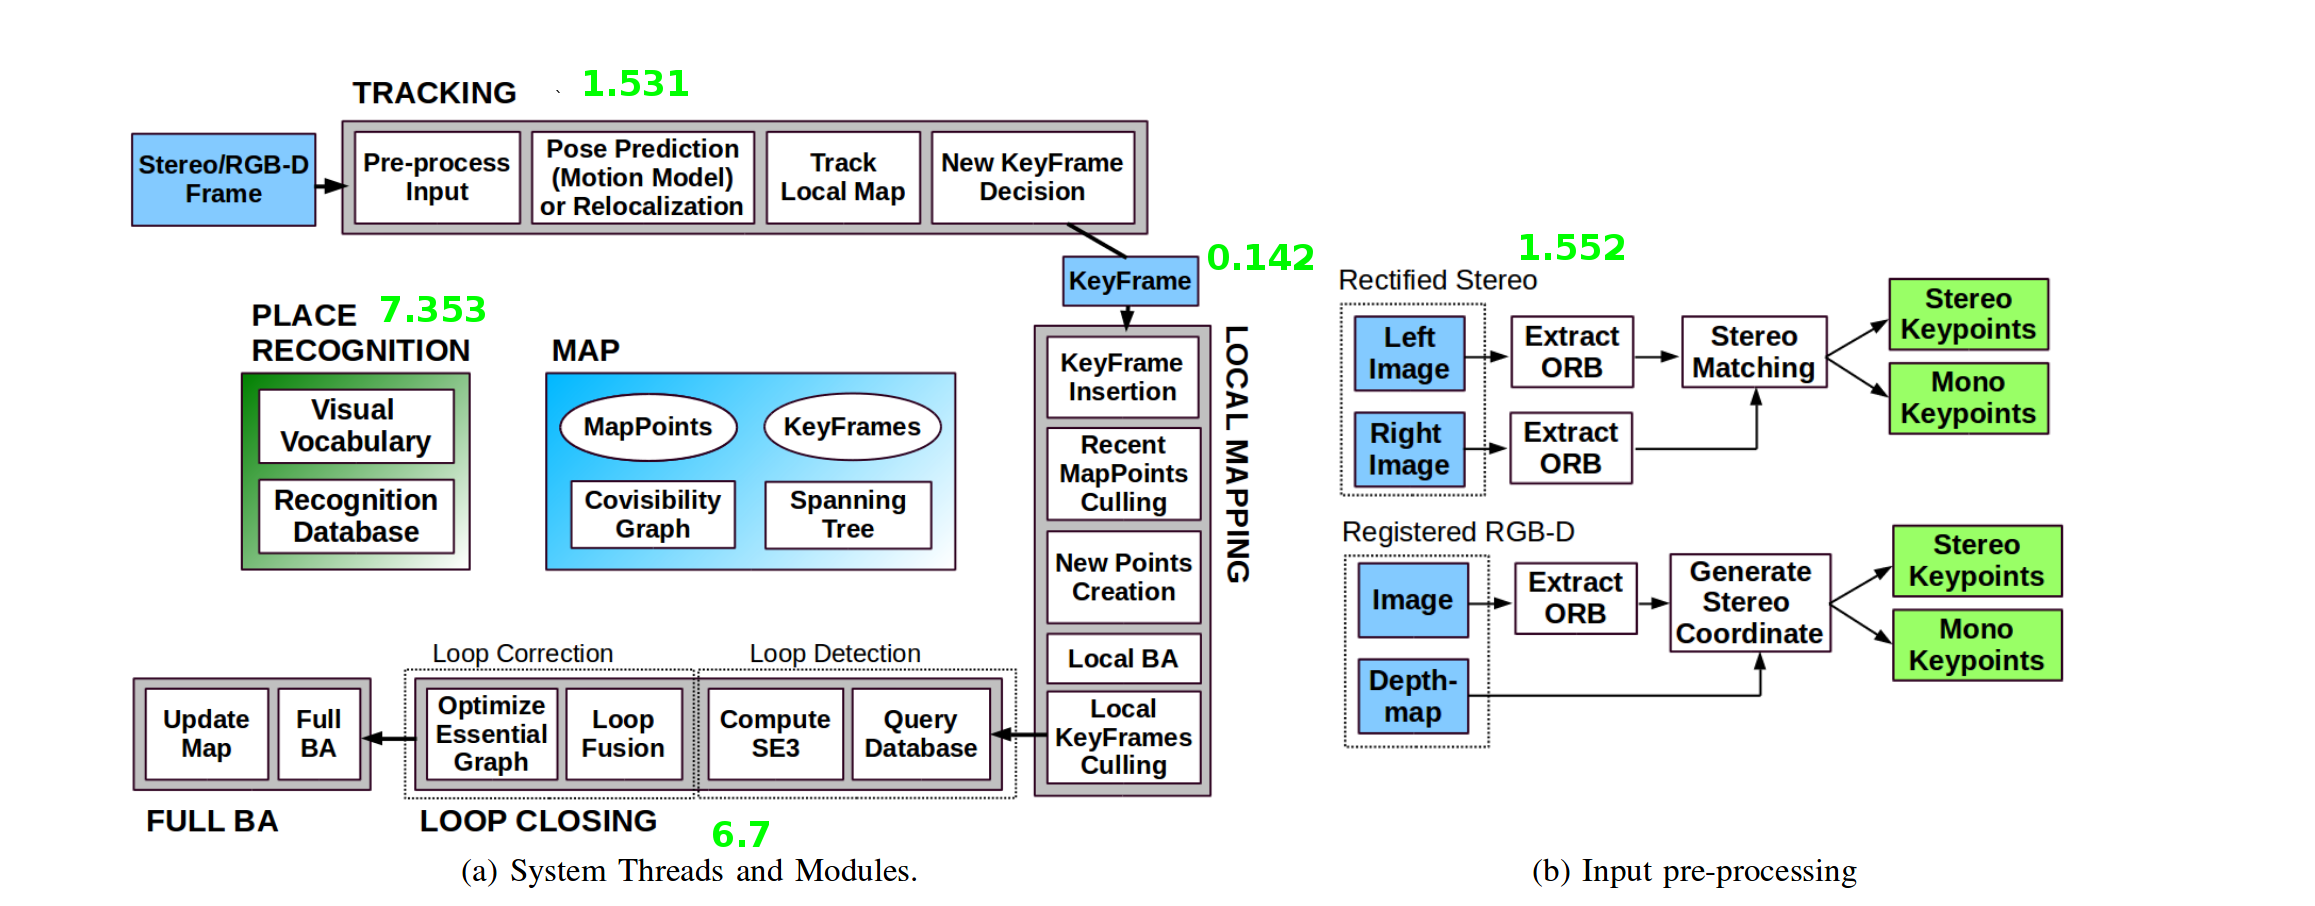 TRACKING ` 1.531
Stereo/RGB-D
Frame
Pre-process
Input
Pose Prediction
(Motion Model)
or Relocalization
Track
Local Map
New KeyFrame
Decision
KeyFrame
0.142
PLACE
RECOGNITION
7.353
Visual
Vocabulary
Recognition
Database
MAP
MapPoints
KeyFrames
Covisibility
Graph
Spanning
Tree
LOCAL MAPPING
KeyFrame
Insertion
Recent
MapPoints
Culling
New Points
Creation
Local BA
Local
KeyFrames
Culling
Loop Correction
Loop Detection
Update
Map
Full
BA
Optimize
Essential
Graph
Loop
Fusion
Compute
SE3
Query
Database
FULL BA
LOOP CLOSING
6.7
(a) System Threads and Modules.
1.552
Rectified Stereo
Left
Image
Extract
ORB
Stereo
Matching
Stereo
Keypoints
Mono
Keypoints
Right
Image
Extract
ORB
Registered RGB-D
Image
Extract
ORB
Generate
Stereo
Coordinate
Stereo
Keypoints
Mono
Keypoints
Depth-
map
(b) Input pre-processing